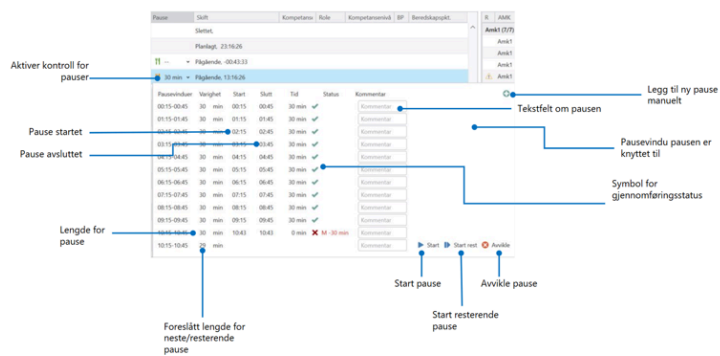 Pause Skift Kompetanse Role Kompetansenivå BP Beredskapspkt. R AMK
Slettet, Amk1 (7/7)
Planlagt, 23:16:26 Amk1
-- Pågående, -00:43:33 Amk1
30 min Pågående, 13:16:26 Amk1
Aktiver kontroll for
pauser
Pausevinduer Varighet Start Slutt Tid Status Kommentar
00:15-00:45 30 min 00:15 00:45 30 min Kommentar
01:15-01:45 30 min 01:15 01:45 30 min Kommentar
02:15-02:45 30 min 02:15 02:45 30 min Kommentar
03:15-03:45 30 min 03:15 03:45 30 min Kommentar
04:15-04:45 30 min 04:15 04:45 30 min Kommentar
05:15-05:45 30 min 05:15 05:45 30 min Kommentar
06:15-06:45 30 min 06:15 06:45 30 min Kommentar
07:15-07:45 30 min 07:15 07:45 30 min Kommentar
08:15-08:45 30 min 08:15 08:45 30 min Kommentar
09:15-09:45 30 min 09:15 09:45 30 min Kommentar
10:15-10:45 30 min 10:43 10:43 0 min M -30 min Kommentar
10:15-10:45 29 min Kommentar Start Start rest Avvikle
Legg til ny pause
manuelt
Tekstfelt om pausen
Pause startet
Pausevindu pausen er
knyttet til
Pause avsluttet
Symbol for
gjennomføringsstatus
Lengde for
pause
Start pause
Avvikle pause
Start resterende
pause
Foreslått lengde for
neste/resterende
pause